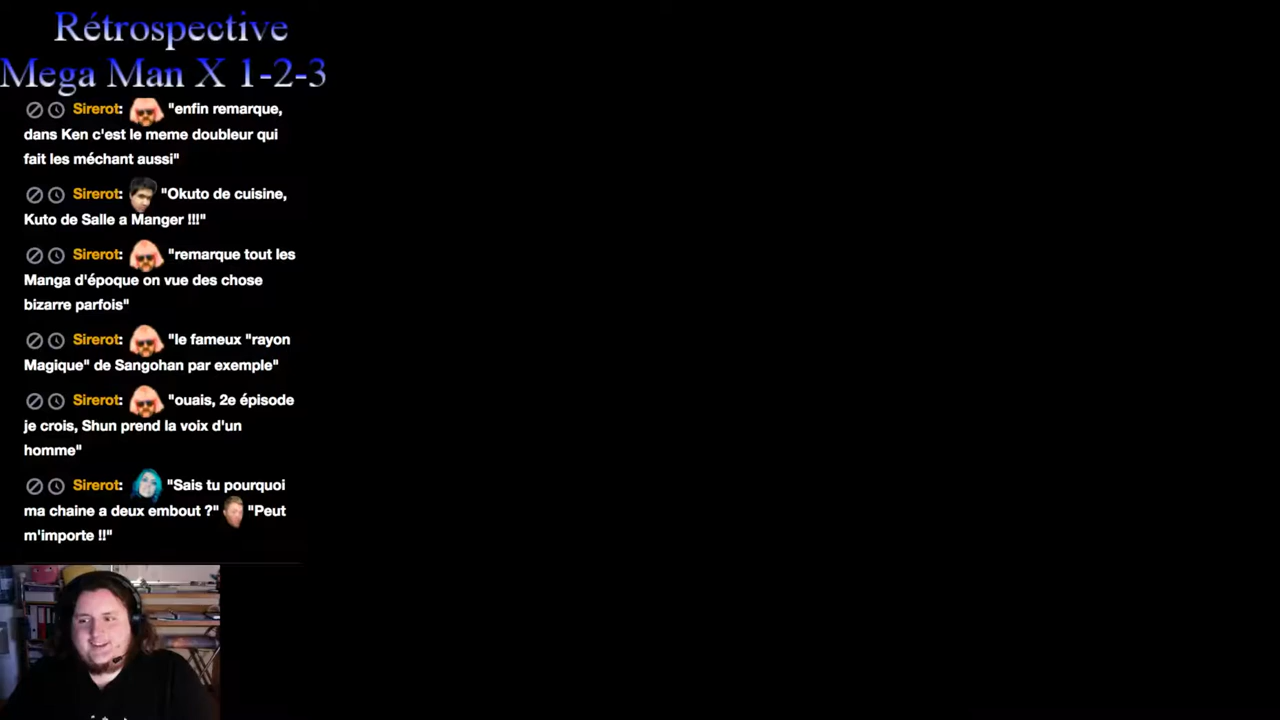 Rétrospective
Mega Man X 1-2-3
Sirerot: "enfin remarque,
dans Ken c'est le meme doubleur qui
fait les méchant aussi"
Sirerot: "Okuto de cuisine,
Kuto de Salle a Manger !!!"
Sirerot: "remarque tout les
Manga d'époque on vue des chose
bizarre parfois"
Sirerot: "le fameux "rayon
Magique" de Sangohan par exemple"
Sirerot: "ouais, 2e épisode
je crois, Shun prend la voix d'un
homme"
Sirerot: "Sais tu pourquoi
ma chaine a deux embout ?" "Peut
m'importe !!"